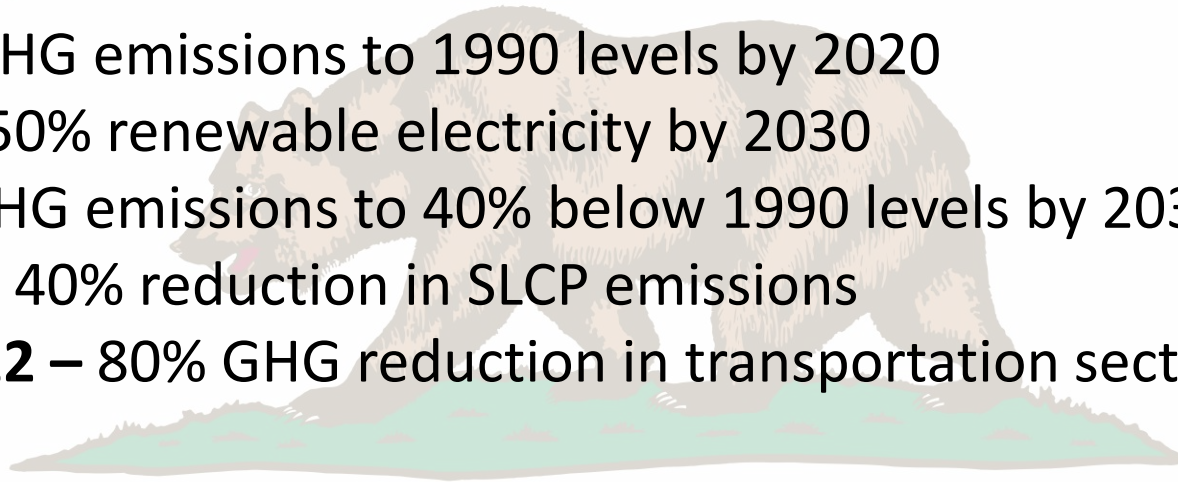 HG emissions to 1990 levels by 2020
50% renewable electricity by 2030
HG emissions to 40% below 1990 levels by 203
40% reduction in SLCP emissions
2 – 80% GHG reduction in transportation sect